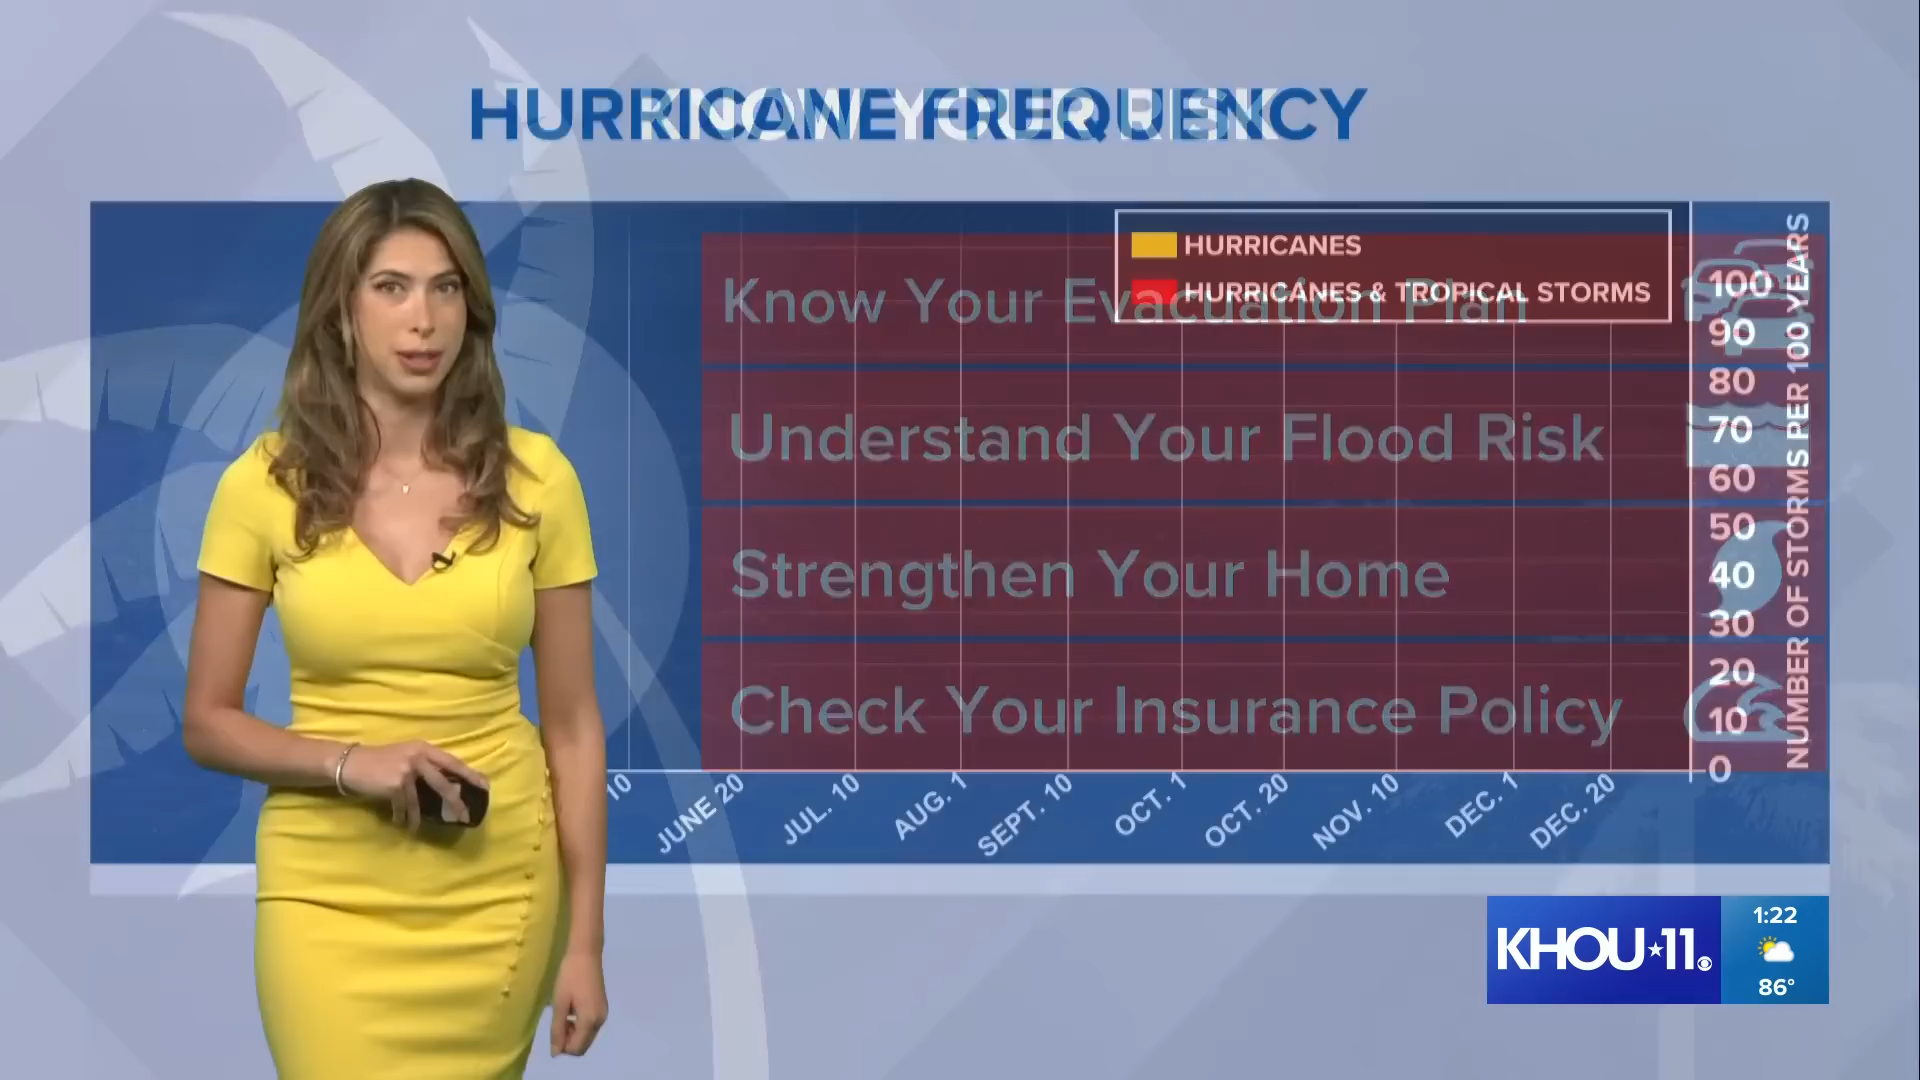 HURRICANE FREQUENCY
KNOW YOUR RISK
HURRICANES
HURRICANES & TROPICAL STORMS
Know Your Evacuation Plan
Understand Your Flood Risk
Strengthen Your Home
Check Your Insurance Policy
100
90
80
70
60
50
40
30
20
10
0
NUMBER OF STORMS PER 100 YEARS
10
JUNE 20
JUL. 10
AUG. 1
SEPT. 10
OCT. 1
OCT. 20
NOV. 10
DEC. 1
DEC. 20
KHOU★11
1:22
86°